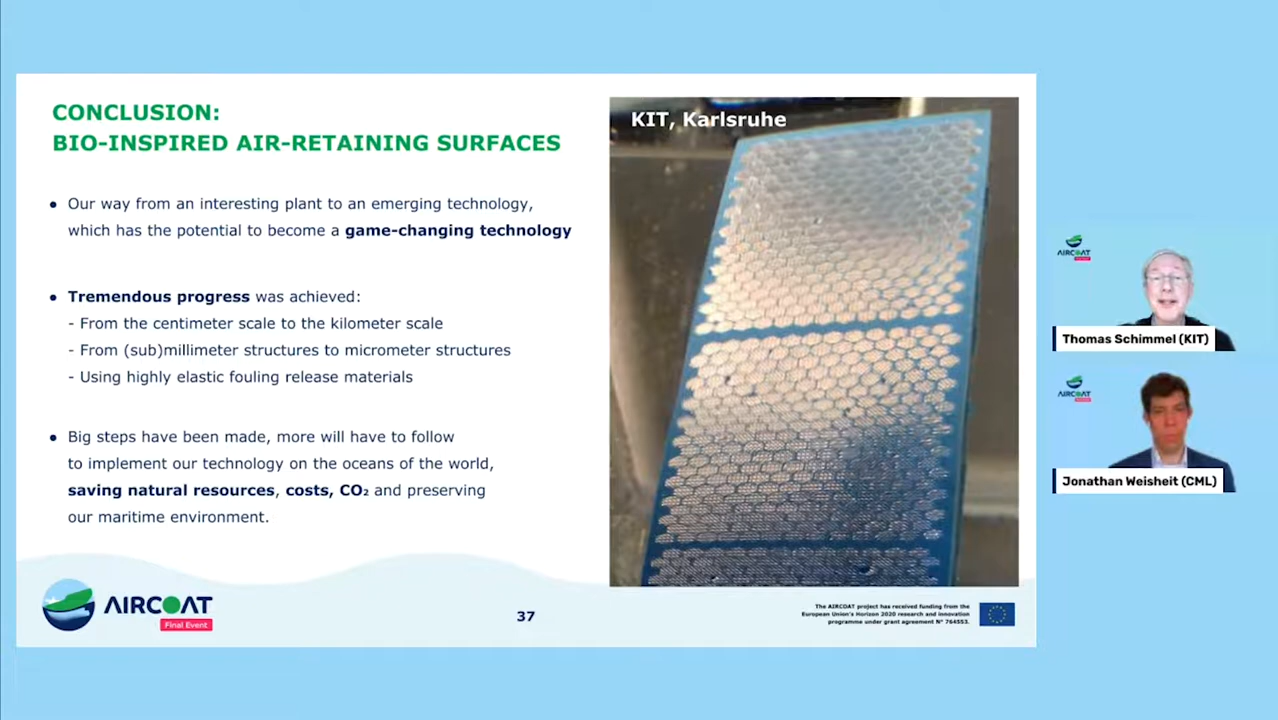 CONCLUSION:
BIO-INSPIRED AIR-RETAINING SURFACES
● Our way from an interesting plant to an emerging technology,
which has the potential to become a game-changing technology
● Tremendous progress was achieved:
- From the centimeter scale to the kilometer scale
- From (sub)millimeter structures to micrometer structures
- Using highly elastic fouling release materials
● Big steps have been made, more will have to follow
to implement our technology on the oceans of the world,
saving natural resources, costs, CO₂ and preserving
our maritime environment.
KIT, Karlsruhe
AIRCOAT
Final Event
37
The AIRCOAT project has received funding from the
European Union's Horizon 2020 research and innovation
programme under grant agreement N° 764553.
AIRCOAT
Thomas Schimmel (KIT)
AIRCOAT
Jonathan Weisheit (CML)